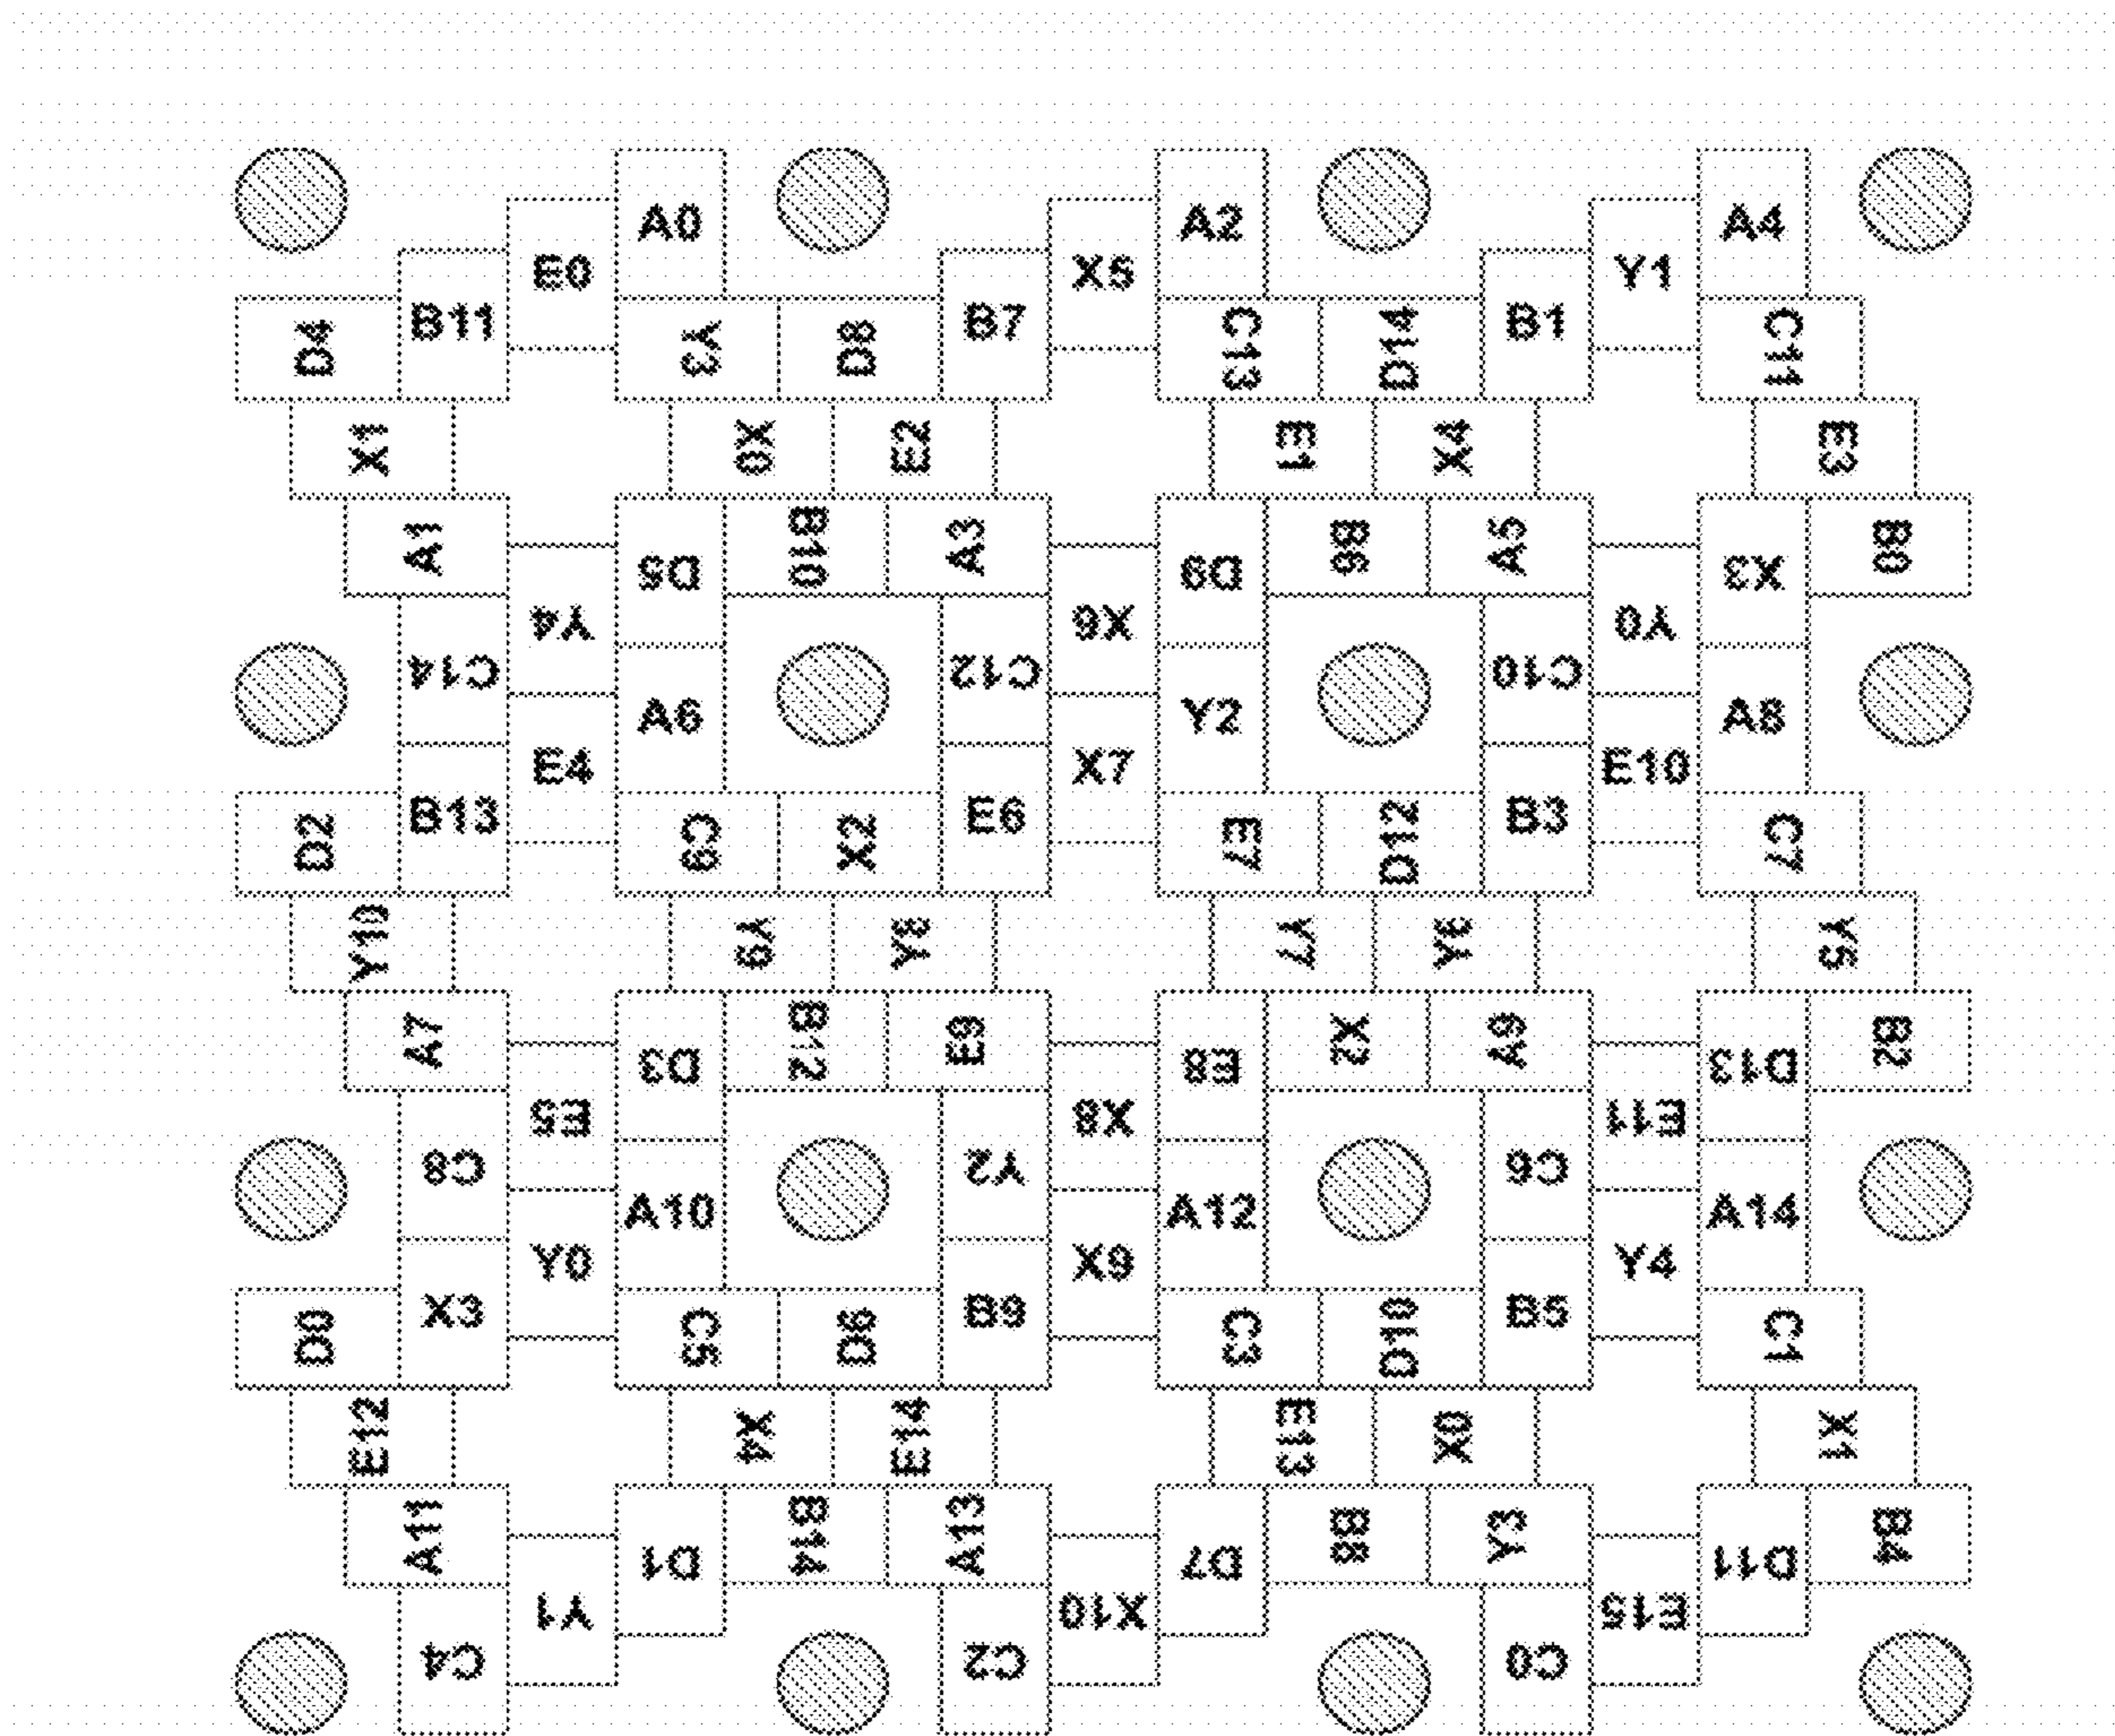 A0 A2 A4
E0 X5 Y1
B11 B7 B1
D4 Y3 D8 C13 D14 C11
X1 X0 E2 E1 X4 E3
A1 D5 B10 A3 D9 B6 A5 X3 B0
Y4 X6 Y0
C14 C12 C10
A6 Y2 A8
E4 X7 E10
B13 E6 B3
D2 C9 X2 E7 D12 C7
Y10 Y9 Y8 Y7 Y6 Y5
A7 D3 B12 E9 E8 X2 A9 D13 B2
E5 X8 E11
C8 Y2 C6
A10 A12 A14
Y0 X9 Y4
X3 B9 B5
D0 C5 D6 C3 D10 C1
E12 X4 E14 E13 X0 X1
A11 D1 B14 A13 D7 B8 Y3 D11 B4
Y1 X10 E15
C4 C2 C0